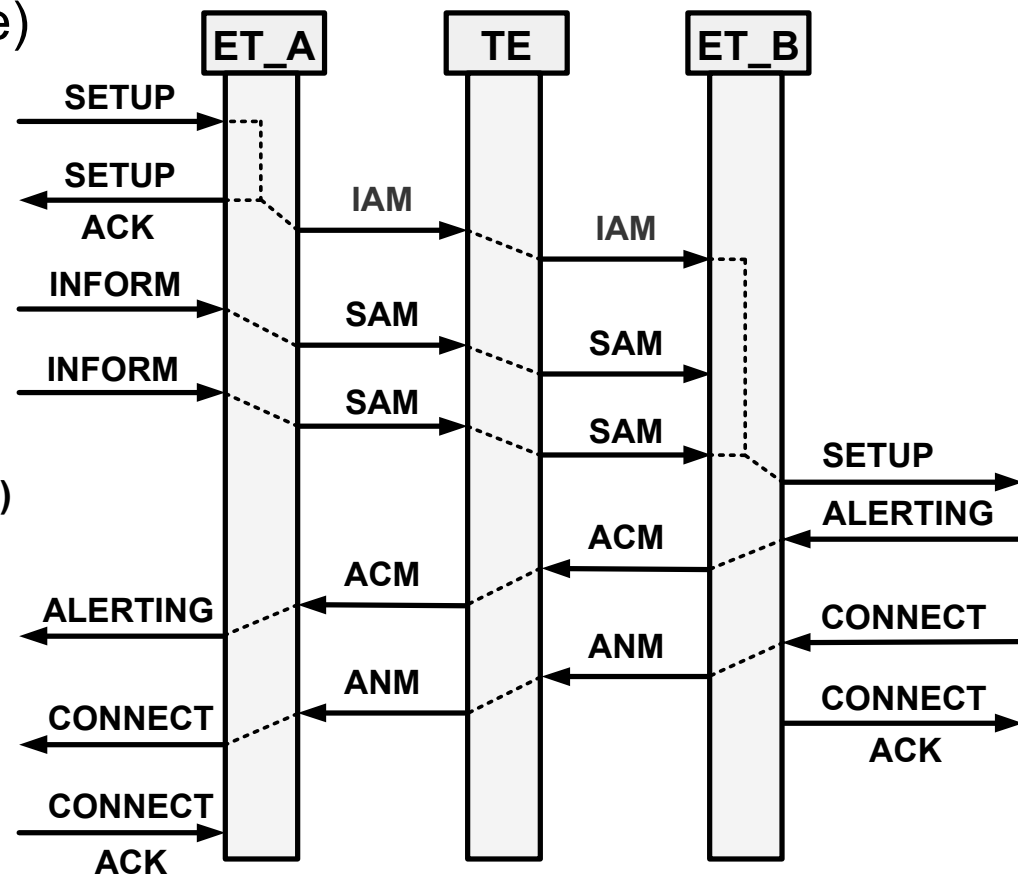 e)
ET_A TE ET_B
SETUP
SETUP
ACK
IAM
IAM
INFORM
SAM
SAM
INFORM
SAM
SAM
SETUP
)
ALERTING
ACM
ACM
ALERTING
CONNECT
ANM
ANM
CONNECT
CONNECT
ACK
CONNECT
ACK